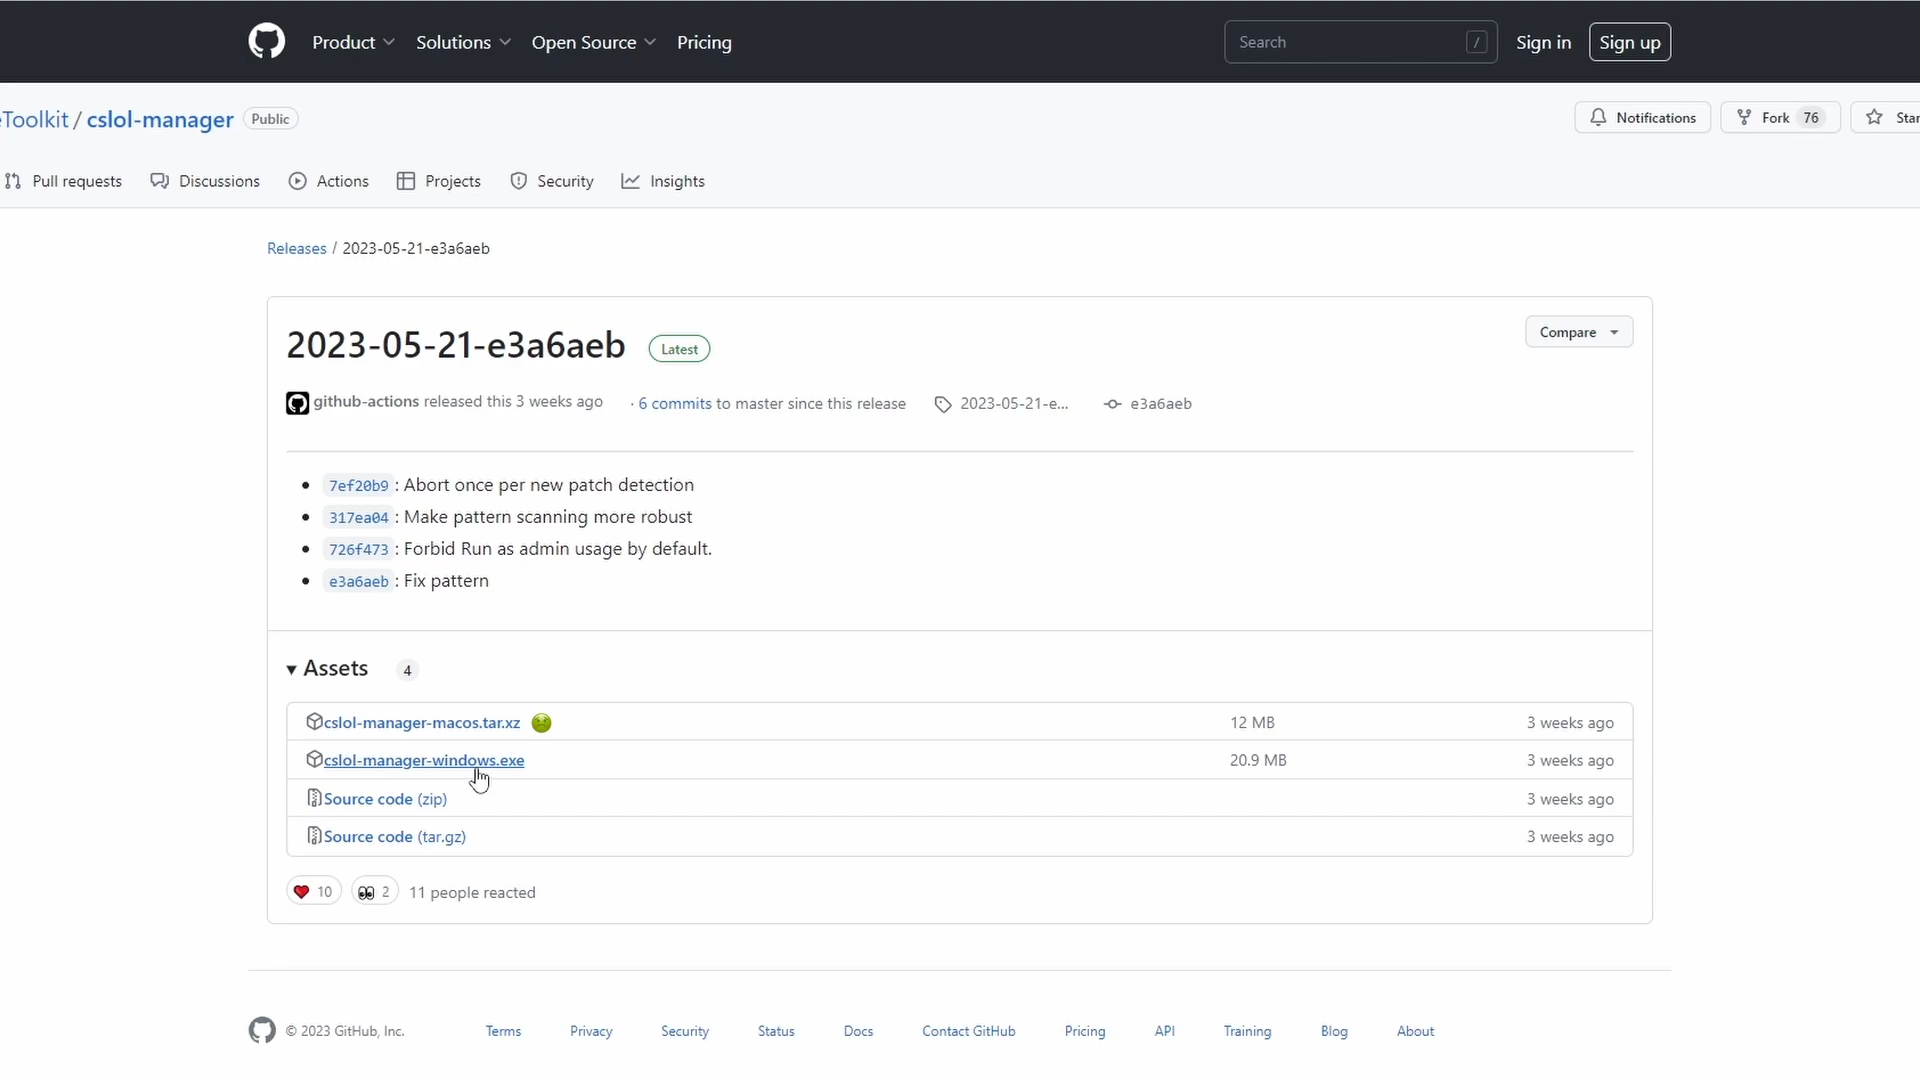 Product Solutions Open Source Pricing Search / Sign in Sign up
eToolkit / cslol-manager Public Notifications Fork 76 Star
Pull requests Discussions Actions Projects Security Insights
Releases / 2023-05-21-e3a6aeb
2023-05-21-e3a6aeb Latest Compare
github-actions released this 3 weeks ago · 6 commits to master since this release 2023-05-21-e... e3a6aeb
7ef20b9 : Abort once per new patch detection
317ea04 : Make pattern scanning more robust
726f473 : Forbid Run as admin usage by default.
e3a6aeb : Fix pattern
Assets 4
cslol-manager-macos.tar.xz 12 MB 3 weeks ago
cslol-manager-windows.exe 20.9 MB 3 weeks ago
Source code (zip) 3 weeks ago
Source code (tar.gz) 3 weeks ago
10 2 11 people reacted
© 2023 GitHub, Inc. Terms Privacy Security Status Docs Contact GitHub Pricing API Training Blog About